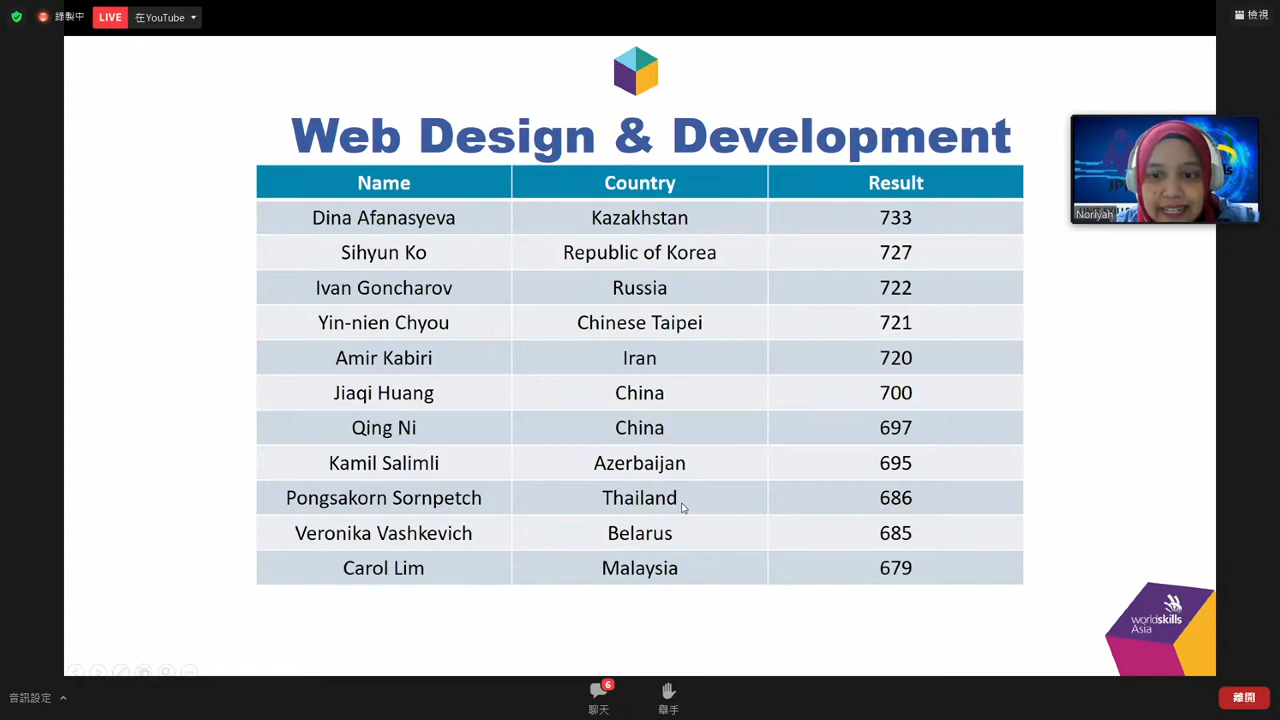 錄製中 LIVE 在YouTube
檢視
Web Design & Development
Name Country Result
Dina Afanasyeva Kazakhstan 733
Sihyun Ko Republic of Korea 727
Ivan Goncharov Russia 722
Yin-nien Chyou Chinese Taipei 721
Amir Kabiri Iran 720
Jiaqi Huang China 700
Qing Ni China 697
Kamil Salimli Azerbaijan 695
Pongsakorn Sornpetch Thailand 686
Veronika Vashkevich Belarus 685
Carol Lim Malaysia 679
Noriyah
worldskills
Asia
音訊設定
6
聊天
舉手
離開